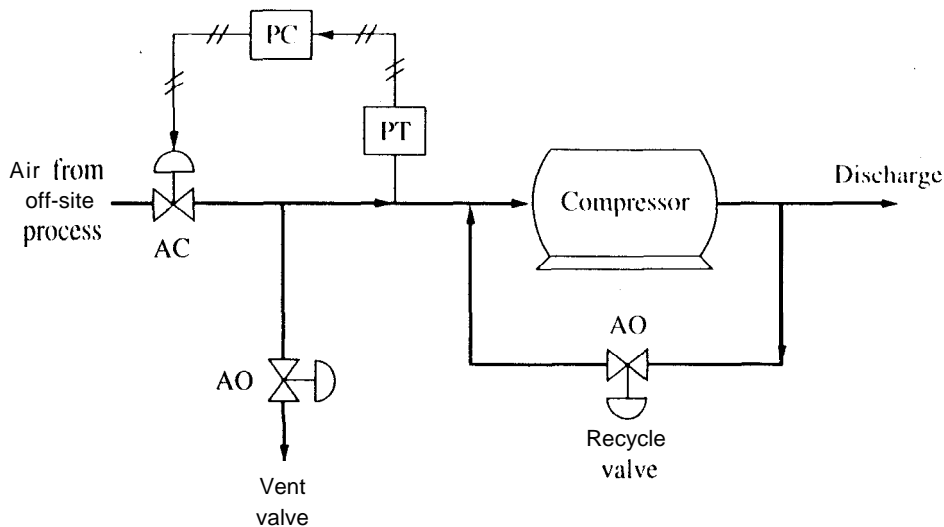 PC
PT
Air from
off-site
process
AC
Compressor
Discharge
AO
AO
Recycle
valve
Vent
valve